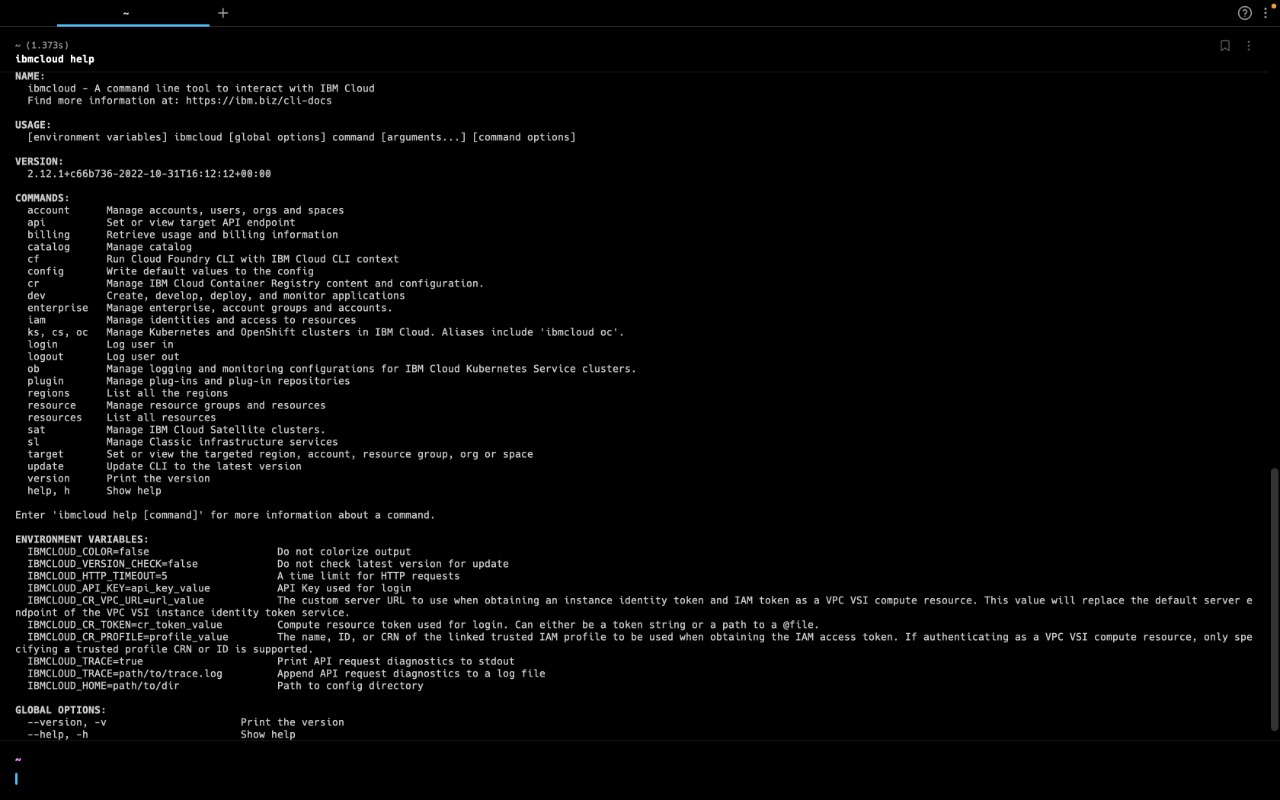 ~
+
~ (1.373s)
ibmcloud help
NAME:
ibmcloud - A command line tool to interact with IBM Cloud
Find more information at: https://ibm.biz/cli-docs
USAGE:
[environment variables] ibmcloud [global options] command [arguments...] [command options]
VERSION:
2.12.1+c66b736-2022-10-31T16:12:12+00:00
COMMANDS:
account Manage accounts, users, orgs and spaces
api Set or view target API endpoint
billing Retrieve usage and billing information
catalog Manage catalog
cf Run Cloud Foundry CLI with IBM Cloud CLI context
config Write default values to the config
cr Manage IBM Cloud Container Registry content and configuration.
dev Create, develop, deploy, and monitor applications
enterprise Manage enterprise, account groups and accounts.
iam Manage identities and access to resources
ks, cs, oc Manage Kubernetes and OpenShift clusters in IBM Cloud. Aliases include 'ibmcloud oc'.
login Log user in
logout Log user out
ob Manage logging and monitoring configurations for IBM Cloud Kubernetes Service clusters.
plugin Manage plug-ins and plug-in repositories
regions List all the regions
resource Manage resource groups and resources
resources List all resources
sat Manage IBM Cloud Satellite clusters.
sl Manage Classic infrastructure services
target Set or view the targeted region, account, resource group, org or space
update Update CLI to the latest version
version Print the version
help, h Show help
Enter 'ibmcloud help [command]' for more information about a command.
ENVIRONMENT VARIABLES:
IBMCLOUD_COLOR=false Do not colorize output
IBMCLOUD_VERSION_CHECK=false Do not check latest version for update
IBMCLOUD_HTTP_TIMEOUT=5 A time limit for HTTP requests
IBMCLOUD_API_KEY=api_key_value API Key used for login
IBMCLOUD_CR_VPC_URL=url_value The custom server URL to use when obtaining an instance identity token and IAM token as a VPC VSI compute resource. This value will replace the default server e
ndpoint of the VPC VSI instance identity token service.
IBMCLOUD_CR_TOKEN=cr_token_value Compute resource token used for login. Can either be a token string or a path to a @file.
IBMCLOUD_CR_PROFILE=profile_value The name, ID, or CRN of the linked trusted IAM profile to be used when obtaining the IAM access token. If authenticating as a VPC VSI compute resource, only spe
cifying a trusted profile CRN or ID is supported.
IBMCLOUD_TRACE=true Print API request diagnostics to stdout
IBMCLOUD_TRACE=path/to/trace.log Append API request diagnostics to a log file
IBMCLOUD_HOME=path/to/dir Path to config directory
GLOBAL OPTIONS:
--version, -v Print the version
--help, -h Show help
~